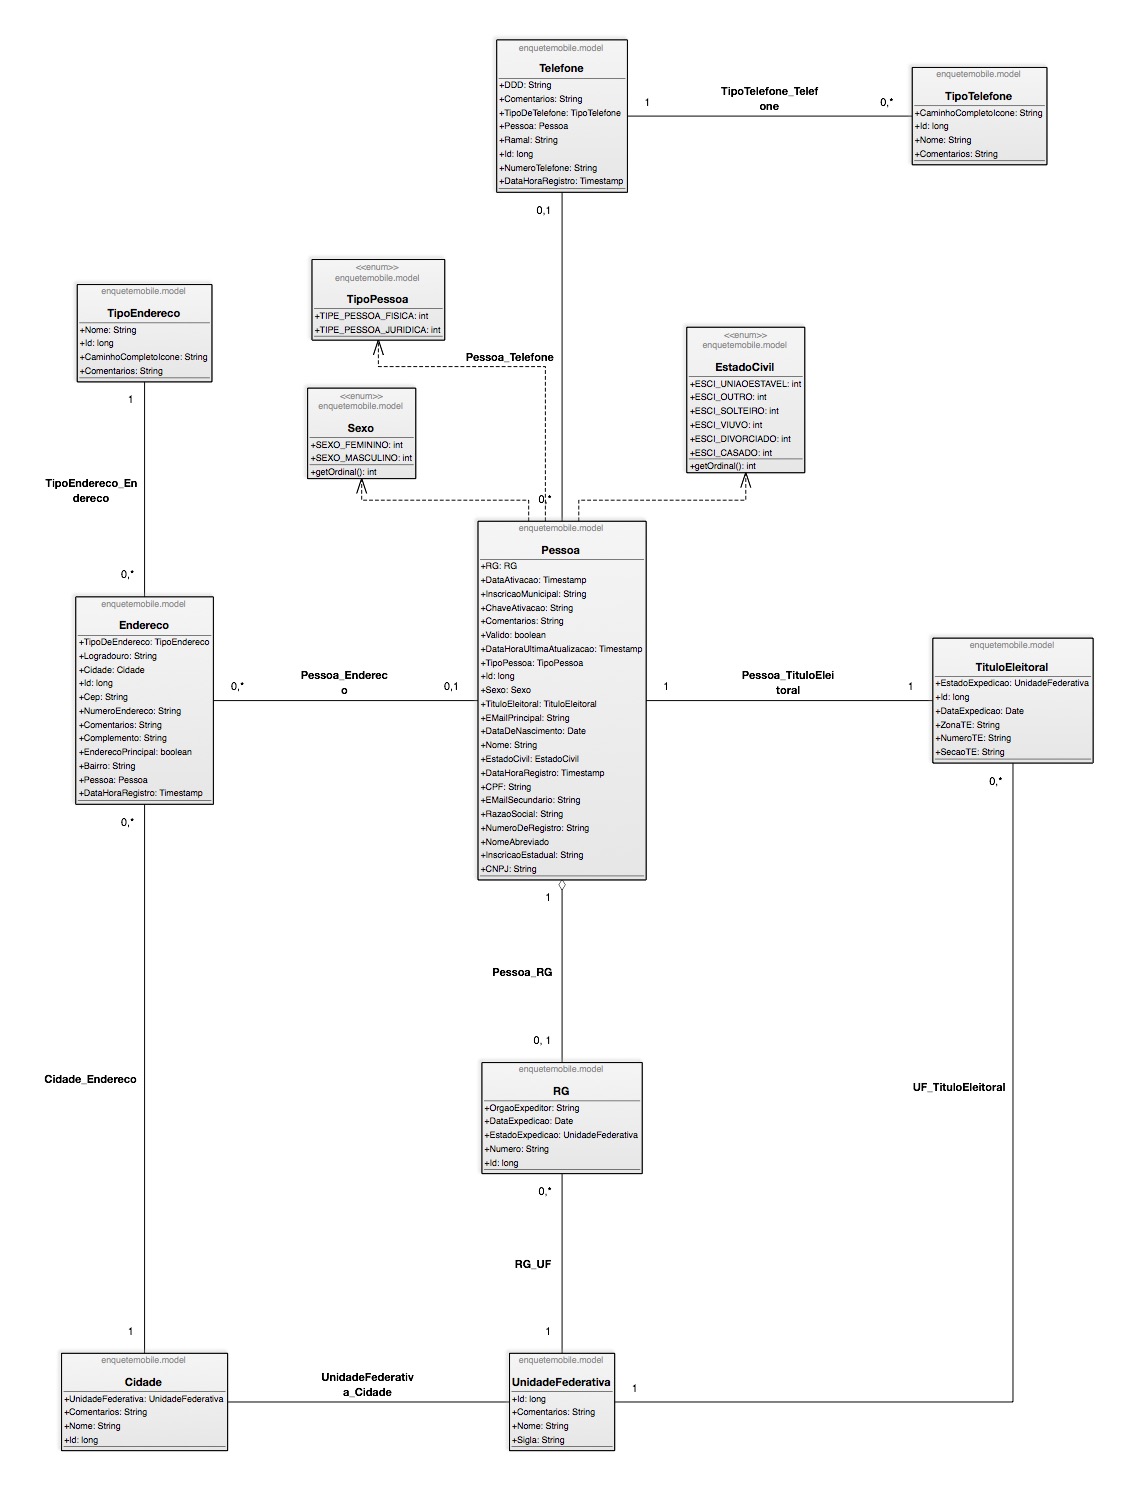 enquetemobile.model
Telefone
+DDD: String
+Comentarios: String
+TipoDeTelefone: TipoTelefone
+Pessoa: Pessoa
+Ramal: String
+Id: long
+NumeroTelefone: String
+DataHoraRegistro: Timestamp
1
TipoTelefone_Telef
one
0,*
enquetemobile.model
TipoTelefone
+CaminhoCompletoIcone: String
+Id: long
+Nome: String
+Comentarios: String
0,1
Pessoa_Telefone
0,*
<<enum>>
enquetemobile.model
TipoPessoa
+TIPE_PESSOA_FISICA: int
+TIPE_PESSOA_JURIDICA: int
enquetemobile.model
TipoEndereco
+Nome: String
+Id: long
+CaminhoCompletoIcone: String
+Comentarios: String
<<enum>>
enquetemobile.model
EstadoCivil
+ESCI_UNIAOESTAVEL: int
+ESCI_OUTRO: int
+ESCI_SOLTEIRO: int
+ESCI_VIUVO: int
+ESCI_DIVORCIADO: int
+ESCI_CASADO: int
+getOrdinal(): int
<<enum>>
enquetemobile.model
Sexo
+SEXO_FEMININO: int
+SEXO_MASCULINO: int
+getOrdinal(): int
1
TipoEndereco_En
dereco
0,*
enquetemobile.model
Pessoa
+RG: RG
+DataAtivacao: Timestamp
+InscricaoMunicipal: String
+ChaveAtivacao: String
+Comentarios: String
+Valido: boolean
+DataHoraUltimaAtualizacao: Timestamp
+TipoPessoa: TipoPessoa
+Id: long
+Sexo: Sexo
+TituloEleitoral: TituloEleitoral
+EMailPrincipal: String
+DataDeNascimento: Date
+Nome: String
+EstadoCivil: EstadoCivil
+DataHoraRegistro: Timestamp
+CPF: String
+EMailSecundario: String
+RazaoSocial: String
+NumeroDeRegistro: String
+NomeAbreviado
+InscricaoEstadual: String
+CNPJ: String
enquetemobile.model
Endereco
+TipoDeEndereco: TipoEndereco
+Logradouro: String
+Cidade: Cidade
+Id: long
+Cep: String
+NumeroEndereco: String
+Comentarios: String
+Complemento: String
+EnderecoPrincipal: boolean
+Bairro: String
+Pessoa: Pessoa
+DataHoraRegistro: Timestamp
0,*
Pessoa_Enderec
o
0,1
1
Pessoa_TituloElei
toral
1
enquetemobile.model
TituloEleitoral
+EstadoExpedicao: UnidadeFederativa
+Id: long
+DataExpedicao: Date
+ZonaTE: String
+NumeroTE: String
+SecaoTE: String
0,*
0,*
1
Pessoa_RG
0, 1
Cidade_Endereco
UF_TituloEleitoral
enquetemobile.model
RG
+OrgaoExpeditor: String
+DataExpedicao: Date
+EstadoExpedicao: UnidadeFederativa
+Numero: String
+Id: long
0,*
RG_UF
1
1
enquetemobile.model
Cidade
+UnidadeFederativa: UnidadeFederativa
+Comentarios: String
+Nome: String
+Id: long
UnidadeFederativ
a_Cidade
enquetemobile.model
UnidadeFederativa
+Id: long
+Comentarios: String
+Nome: String
+Sigla: String
1